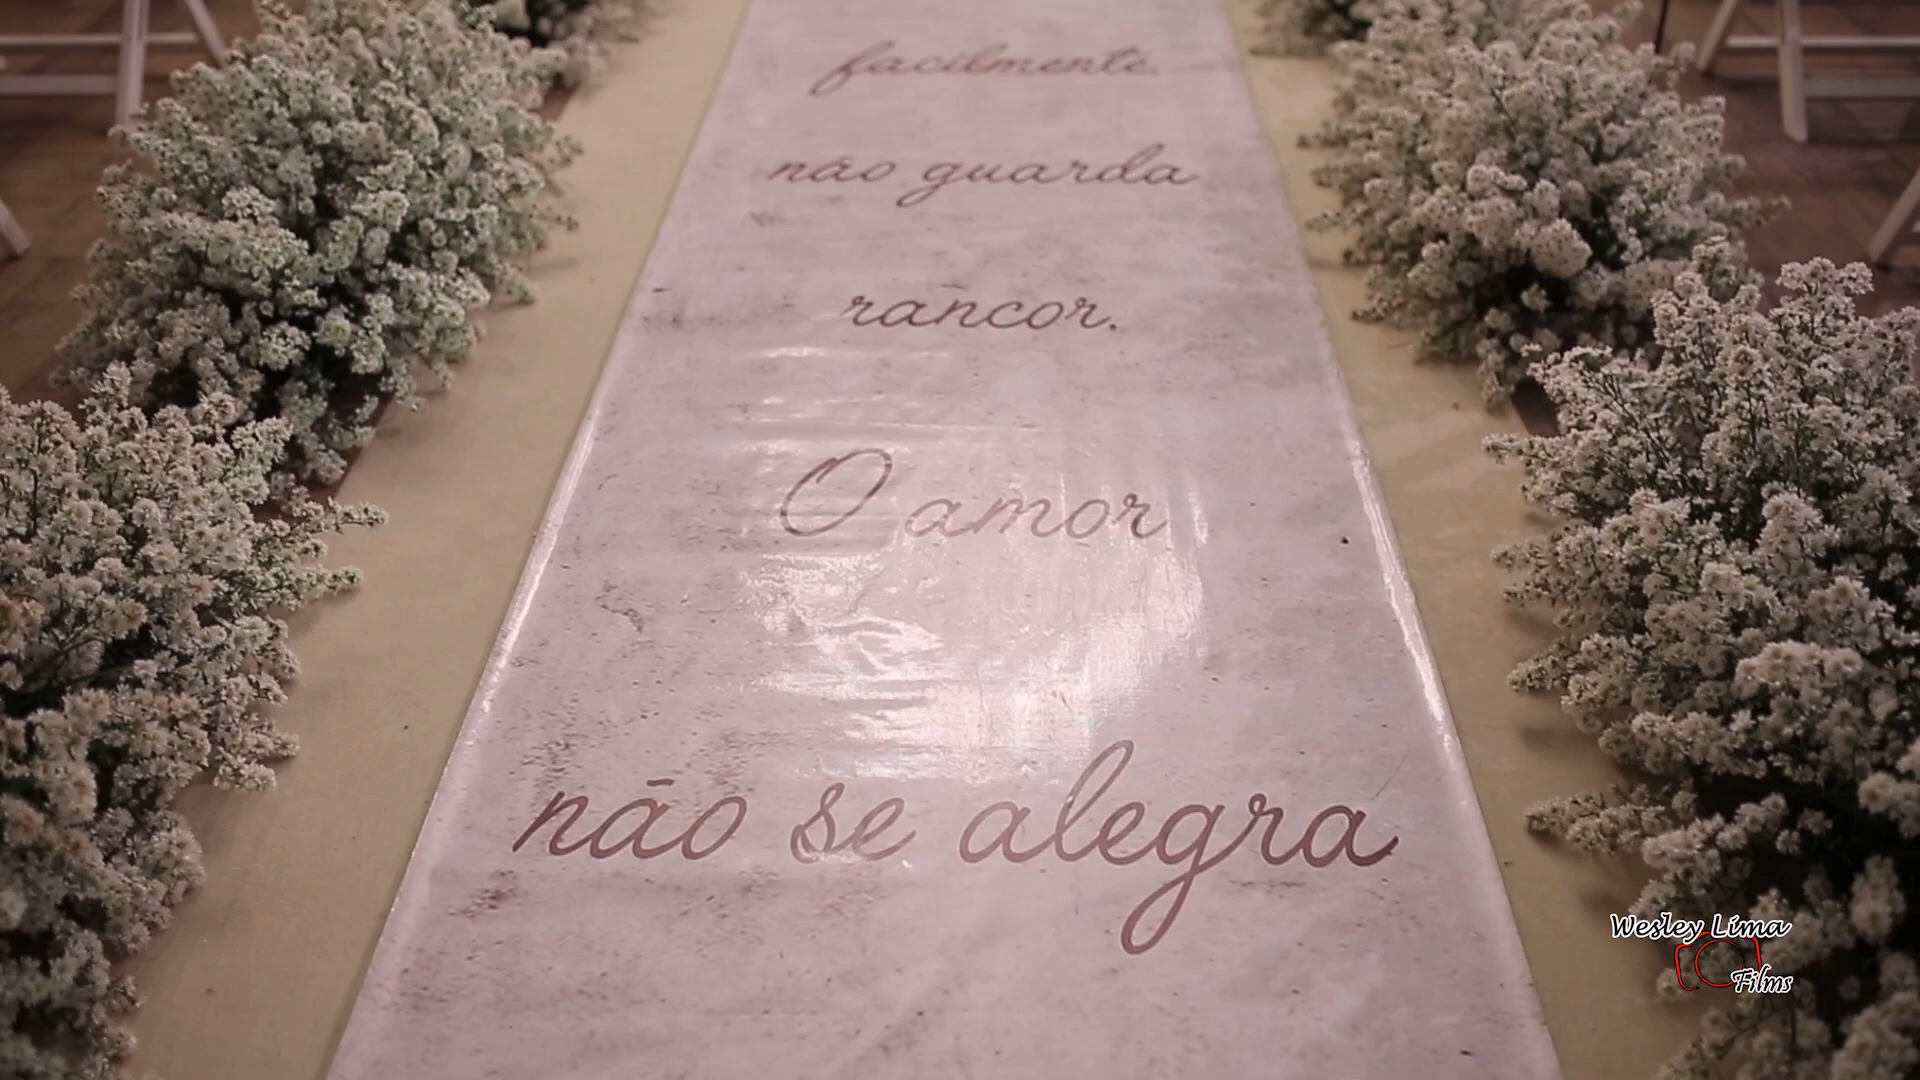 facilmente,
não guarda
rancor.
O amor
não se alegra
Wesley Lima
Films